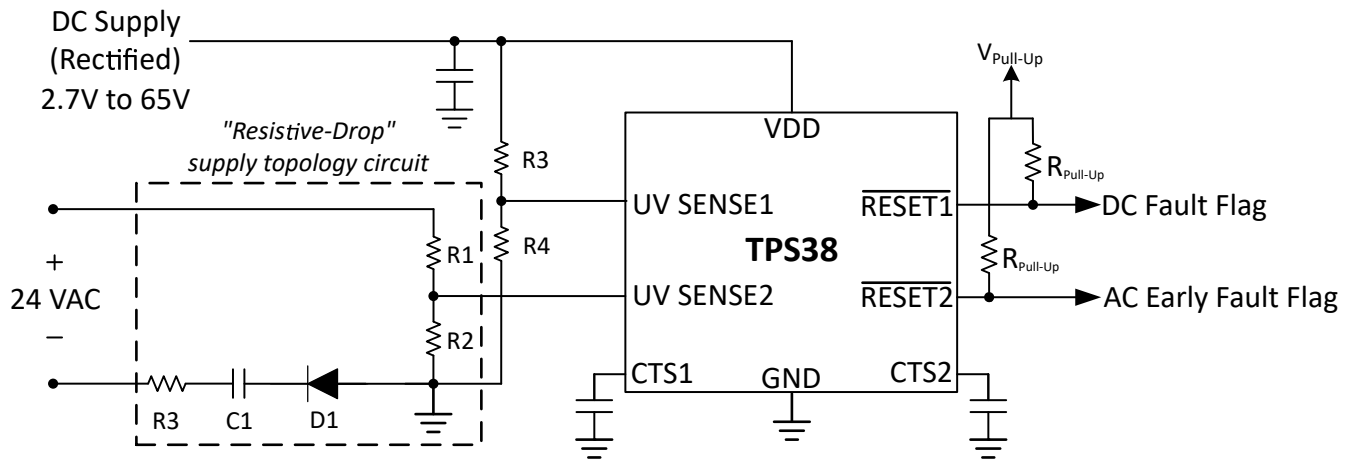 DC Supply
(Rectified)
2.7V to 65V
"Resistive-Drop"
supply topology circuit
VPull-Up
VDD
R3
RPull-Up
UV SENSE1
RESET1
DC Fault Flag
R4
TPS38
R1
+
24 VAC
−
UV SENSE2
RESET2
RPull-Up
AC Early Fault Flag
R2
CTS1
GND
CTS2
R3
C1
D1